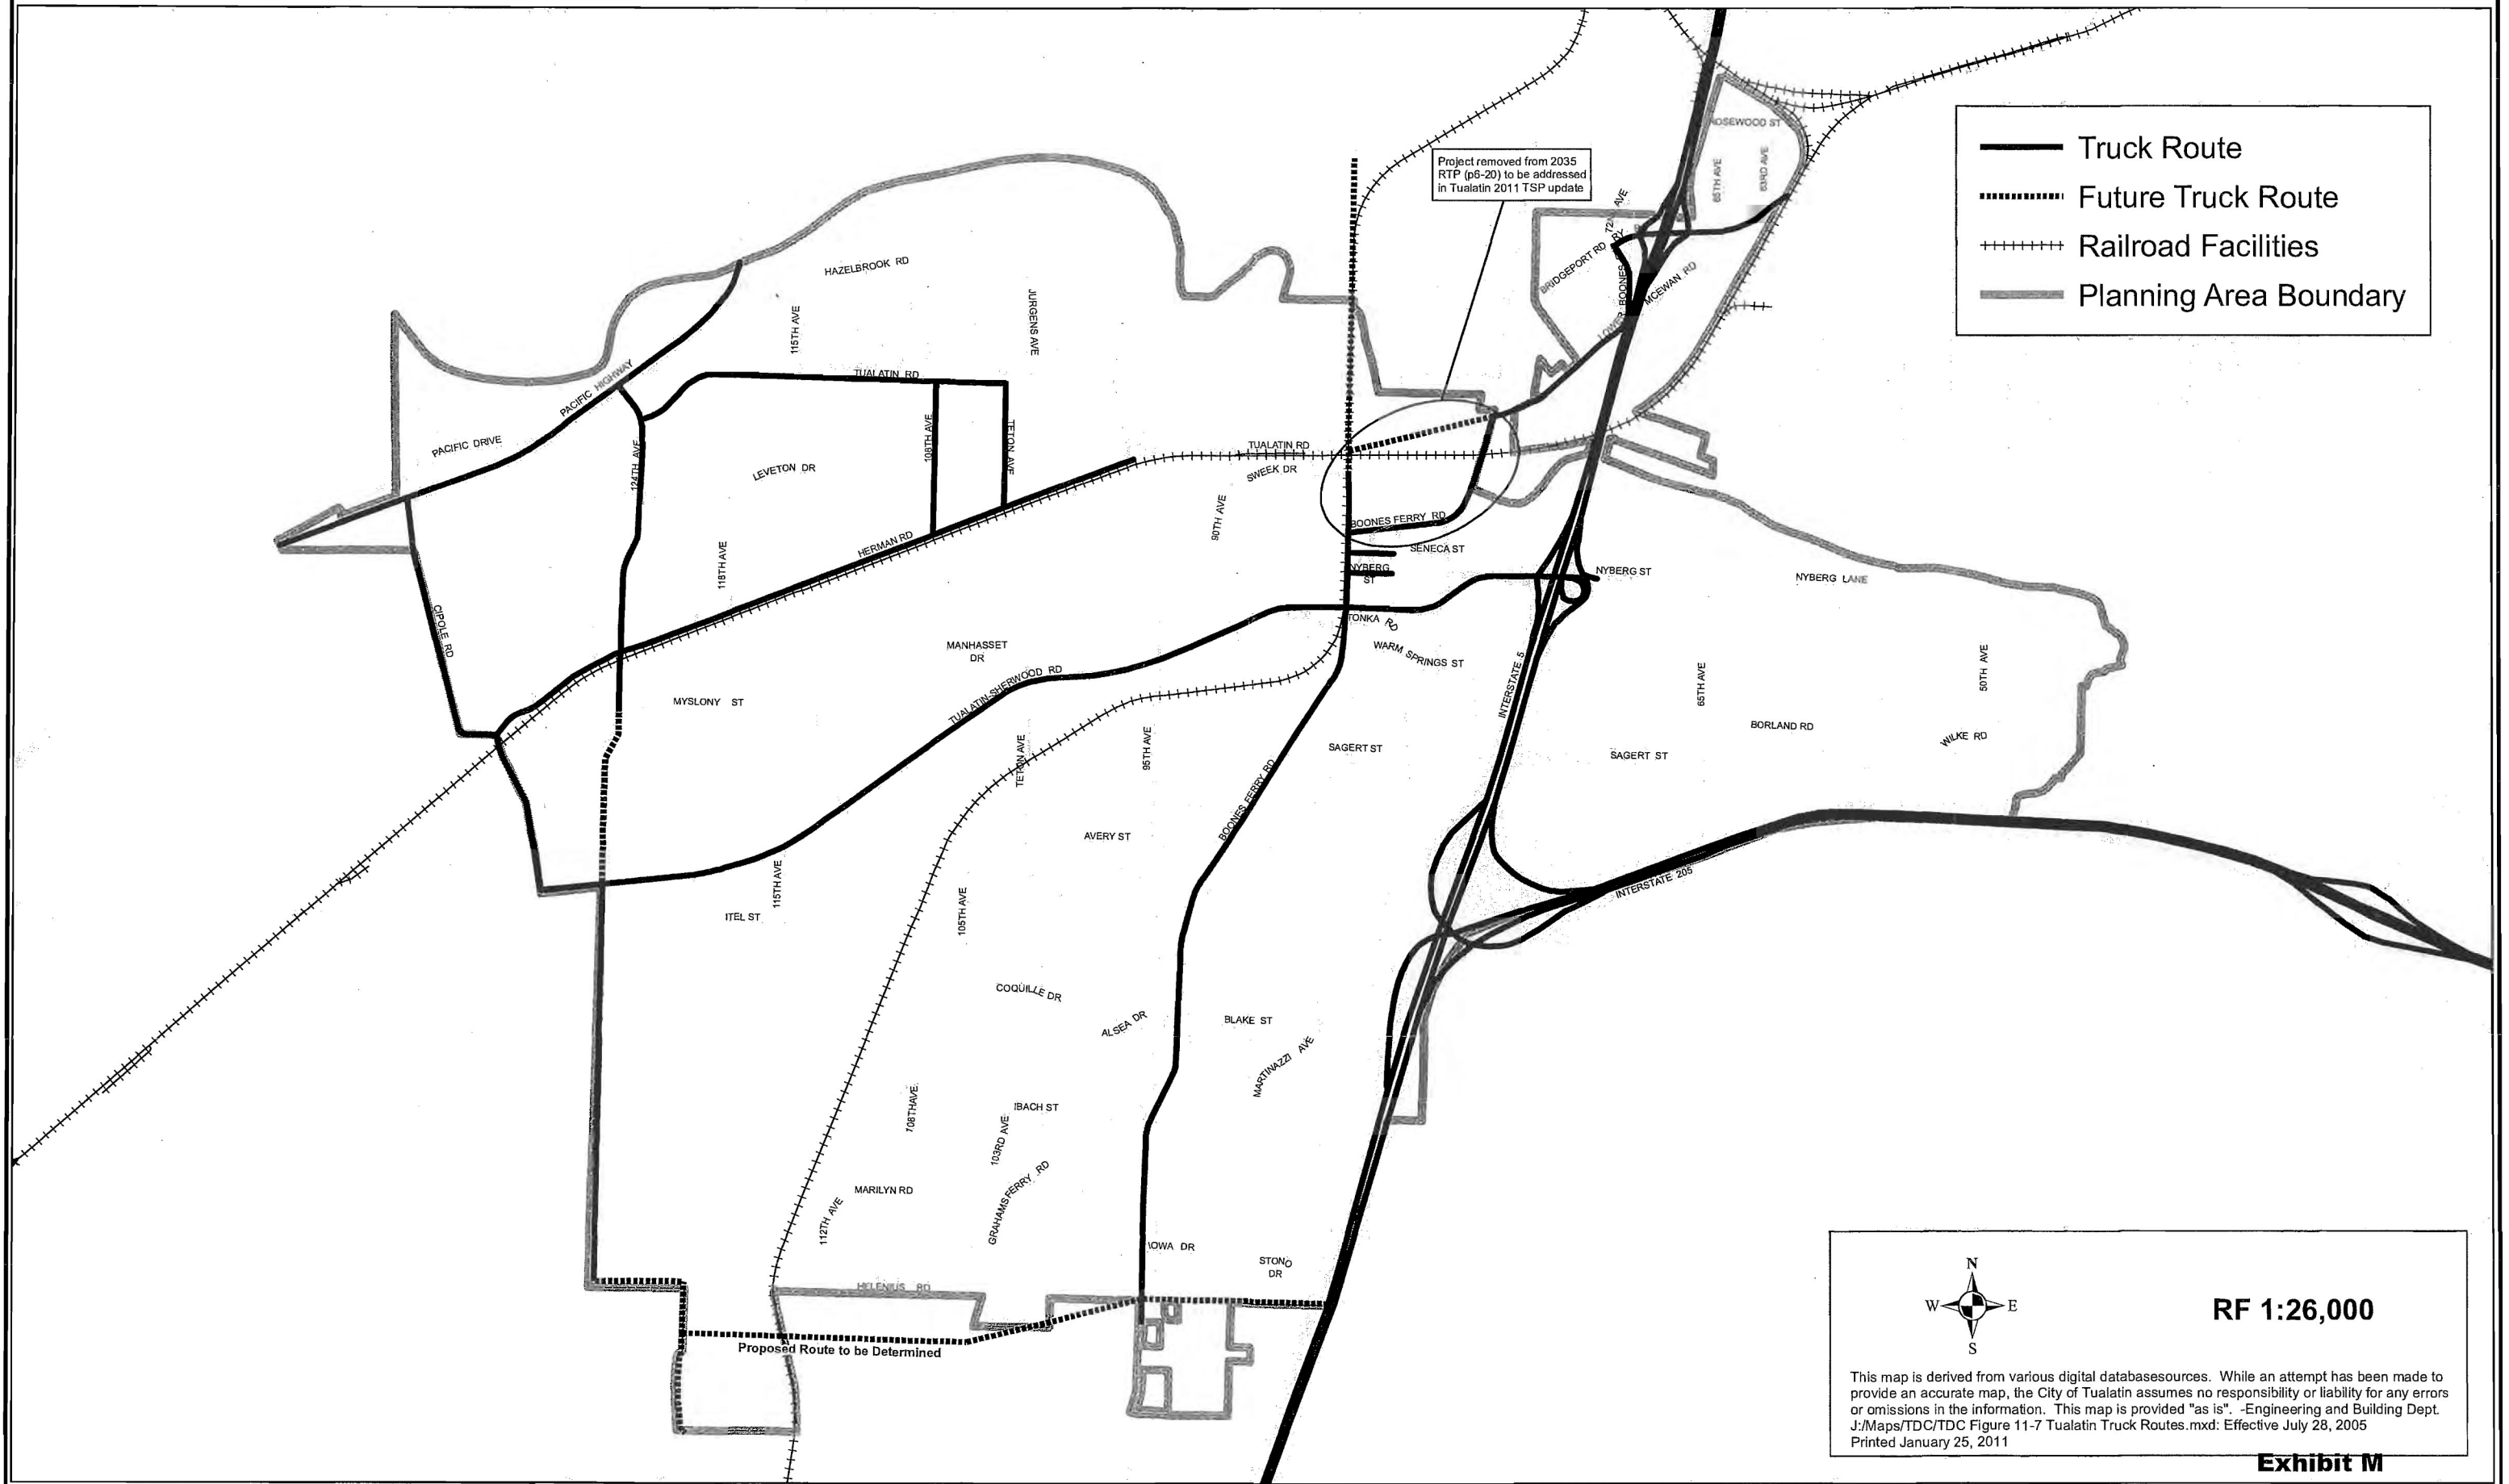 Truck Route
Future Truck Route
Railroad Facilities
Planning Area Boundary
Project removed from 2035
RTP (p6-20) to be addressed
in Tualatin 2011 TSP update
65TH AVE
63RD AVE
BRIDGEPORT RD
MCEWAN RD
HAZELBROOK RD
115TH AVE
JURGENS AVE
PACIFIC HIGHWAY
TUALATIN RD
PACIFIC DRIVE
124TH AVE
LEVETON DR
108TH AVE
TETON AVE
TUALATIN RD
SWEEK DR
90TH AVE
BOONES FERRY RD
SENECA ST
NYBERG
ST
NYBERG ST
NYBERG LANE
HERMAN RD
118TH AVE
CIPOLE RD
TONKA RD
WARM SPRINGS ST
MANHASSET
DR
MYSLONY ST
TUALATIN-SHERWOOD RD
INTERSTATE 5
65TH AVE
50TH AVE
BORLAND RD
WILKE RD
SAGERT ST
SAGERT ST
TETON AVE
95TH AVE
BOONES FERRY RD
AVERY ST
115TH AVE
ITEL ST
105TH AVE
INTERSTATE 205
COQUILLE DR
ALSEA DR
BLAKE ST
MARTINAZZI AVE
108TH AVE
IBACH ST
103RD AVE
GRAHAMS FERRY RD
MARILYN RD
112TH AVE
IOWA DR
STONO
DR
HELENIUS RD
Proposed Route to be Determined
N
W E
S
RF 1:26,000
This map is derived from various digital databasesources. While an attempt has been made to
provide an accurate map, the City of Tualatin assumes no responsibility or liability for any errors
or omissions in the information. This map is provided "as is". -Engineering and Building Dept.
J:/Maps/TDC/TDC Figure 11-7 Tualatin Truck Routes.mxd: Effective July 28, 2005
Printed January 25, 2011
Exhibit M